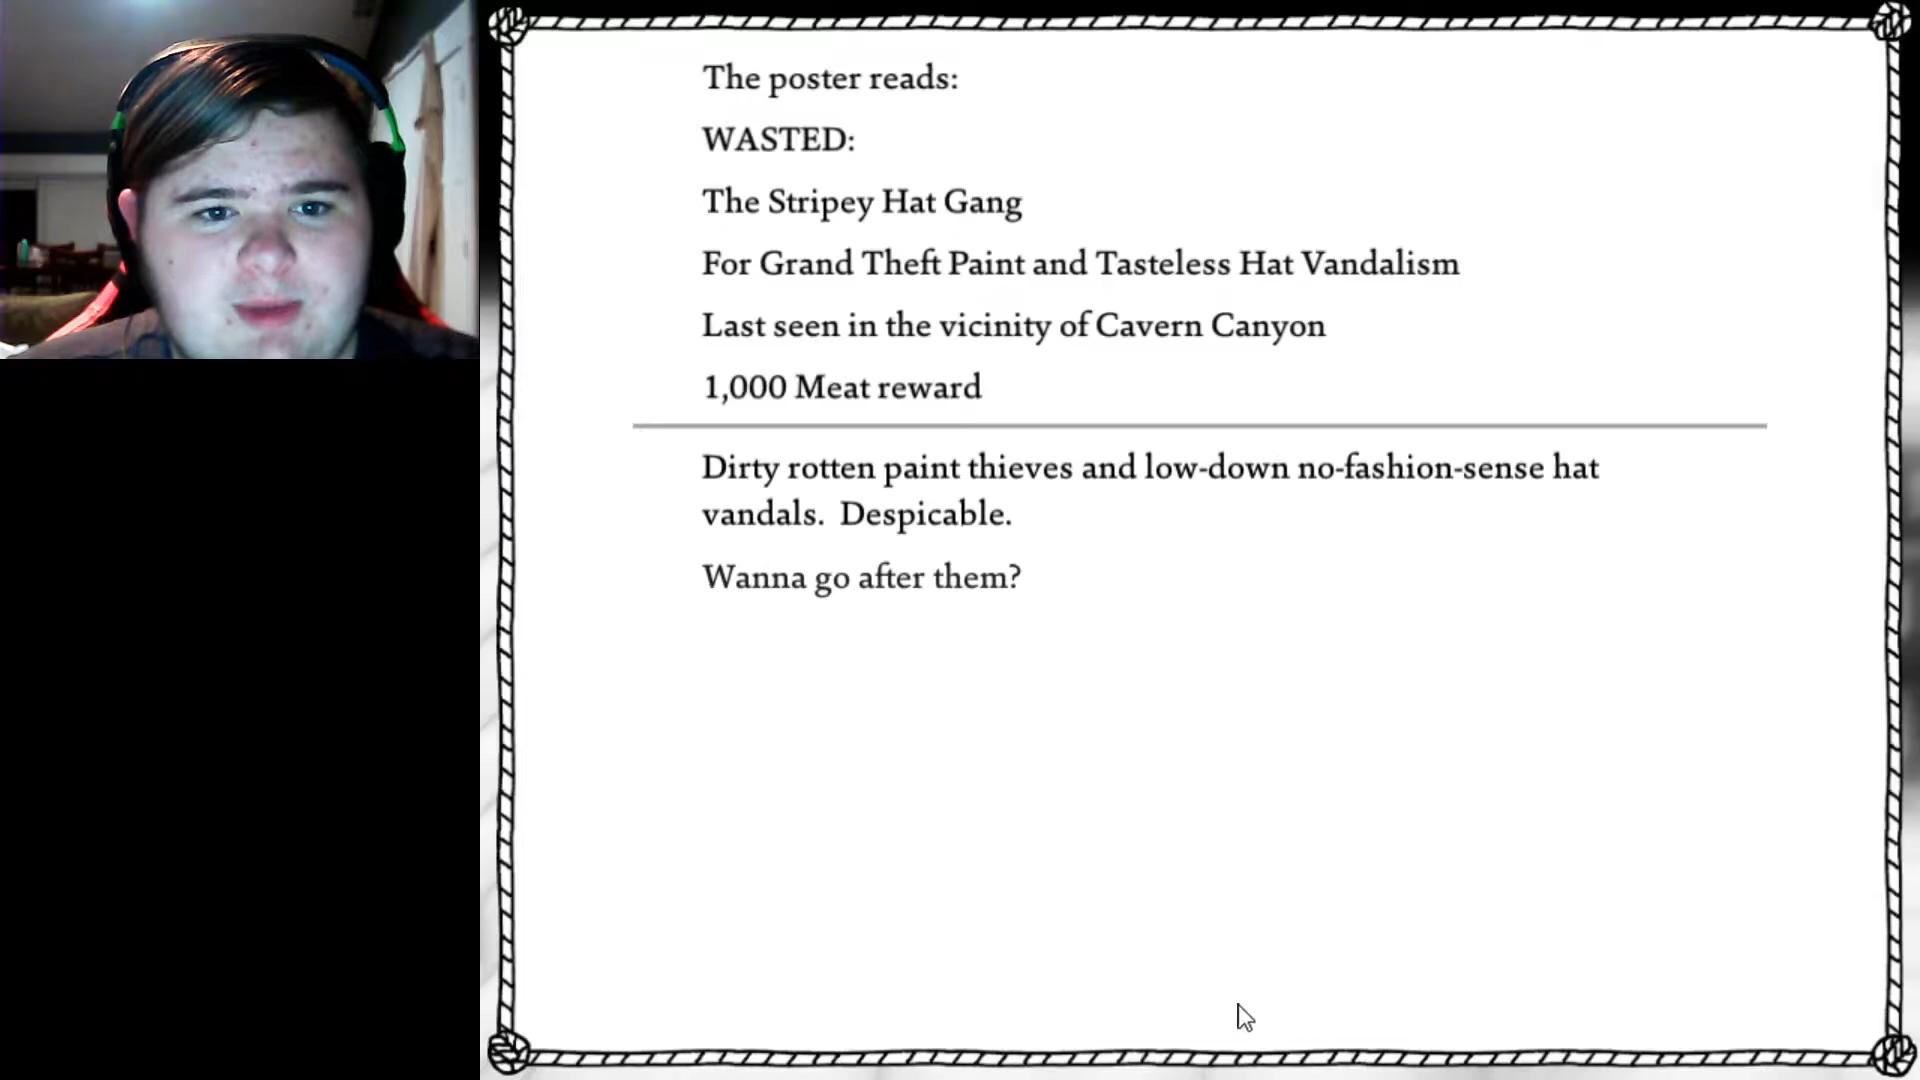 The poster reads:
WASTED:
The Stripey Hat Gang
For Grand Theft Paint and Tasteless Hat Vandalism
Last seen in the vicinity of Cavern Canyon
1,000 Meat reward
Dirty rotten paint thieves and low-down no-fashion-sense hat
vandals.  Despicable.
Wanna go after them?